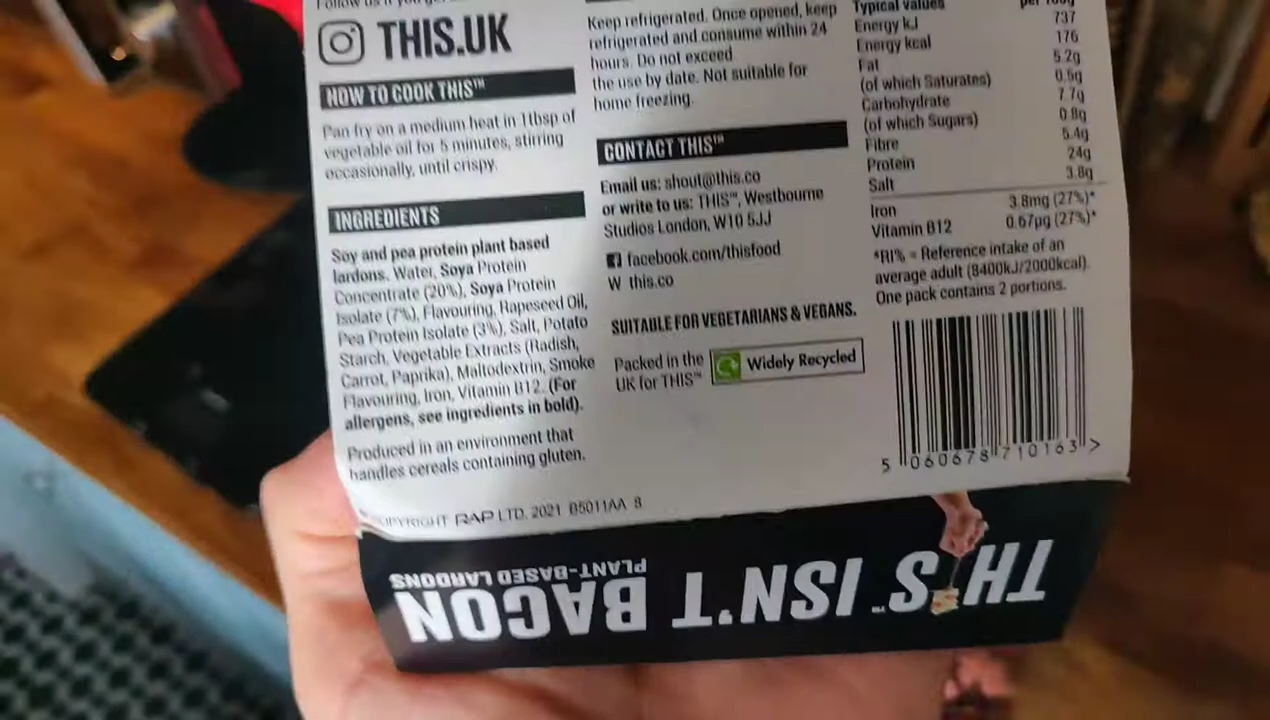 Follow us if you get
THIS.UK
HOW TO COOK THIS™
Pan fry on a medium heat in 1tbsp of
vegetable oil for 5 minutes, stirring
occasionally, until crispy.
INGREDIENTS
Soy and pea protein plant based
lardons. Water, Soya Protein
Concentrate (20%), Soya Protein
Isolate (7%), Flavouring, Rapeseed Oil,
Pea Protein Isolate (3%), Salt, Potato
Starch, Vegetable Extracts (Radish,
Carrot, Paprika), Maltodextrin, Smoke
Flavouring, Iron, Vitamin B12. (For
allergens, see ingredients in bold).
Produced in an environment that
handles cereals containing gluten.
COPYRIGHT RAP LTD. 2021 B5011AA 8
Keep refrigerated. Once opened, keep
refrigerated and consume within 24
hours. Do not exceed
the use by date. Not suitable for
home freezing.
CONTACT THIS™
Email us: shout@this.co
or write to us: THIS™, Westbourne
Studios London, W10 5JJ
facebook.com/thisfood
W this.co
SUITABLE FOR VEGETARIANS & VEGANS.
Packed in the
UK for THIS™
Widely Recycled
Typical values per 100g
Energy kJ 737
Energy kcal 176
Fat 5.2g
(of which Saturates) 0.5g
Carbohydrate 7.7g
(of which Sugars) 0.8g
Fibre 5.4g
Protein 24g
Salt 3.8g
Iron 3.8mg (27%)*
Vitamin B12 0.67µg (27%)*
*RI% = Reference intake of an
average adult (8400kJ/2000kcal).
One pack contains 2 portions.
5 060678 710163 >
THIS™ ISN'T BACON
PLANT-BASED LARDONS